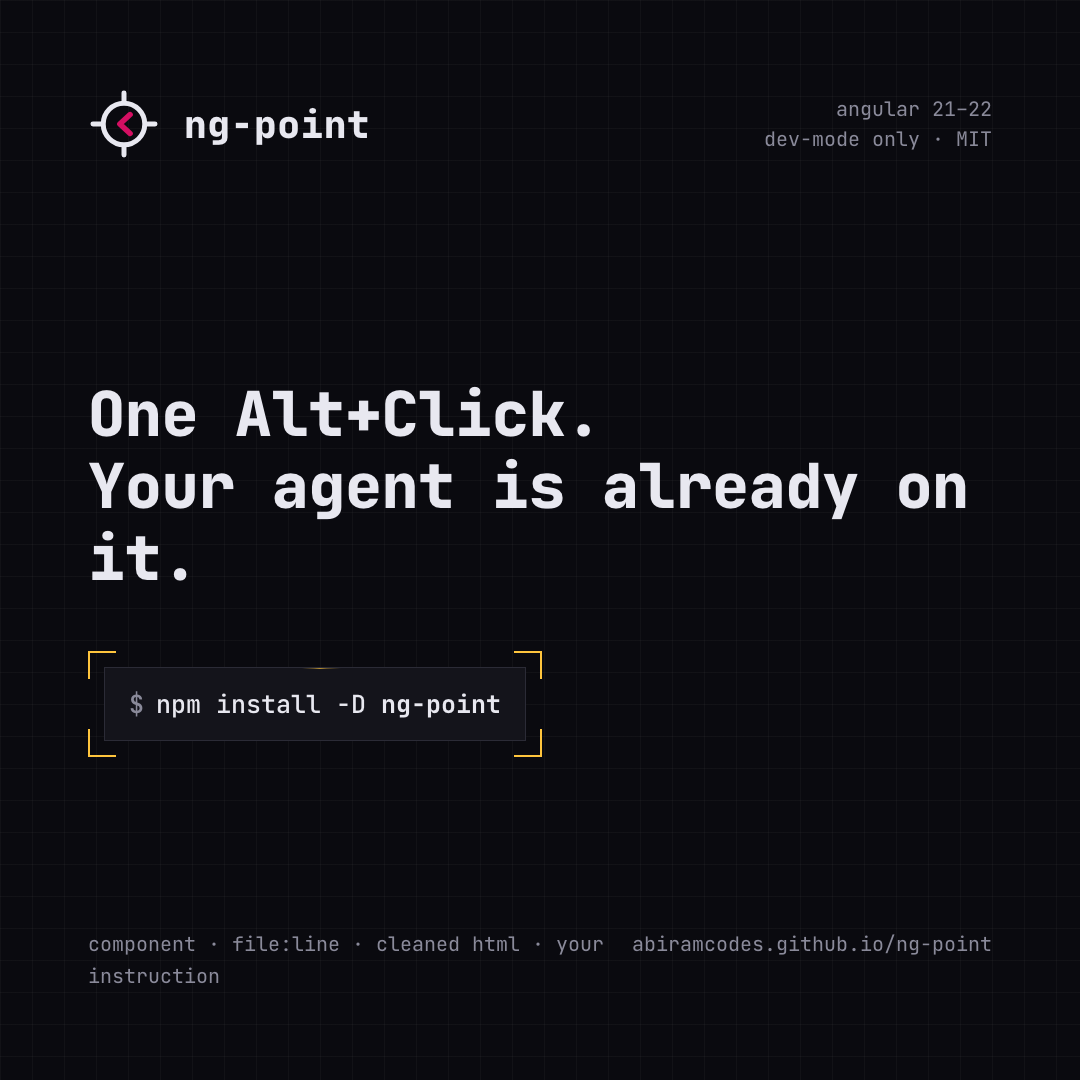 ng-point
angular 21–22
dev-mode only · MIT
One Alt+Click.
Your agent is already on
it.
$ npm install -D ng-point
component · file:line · cleaned html · your
instruction
abiramcodes.github.io/ng-point